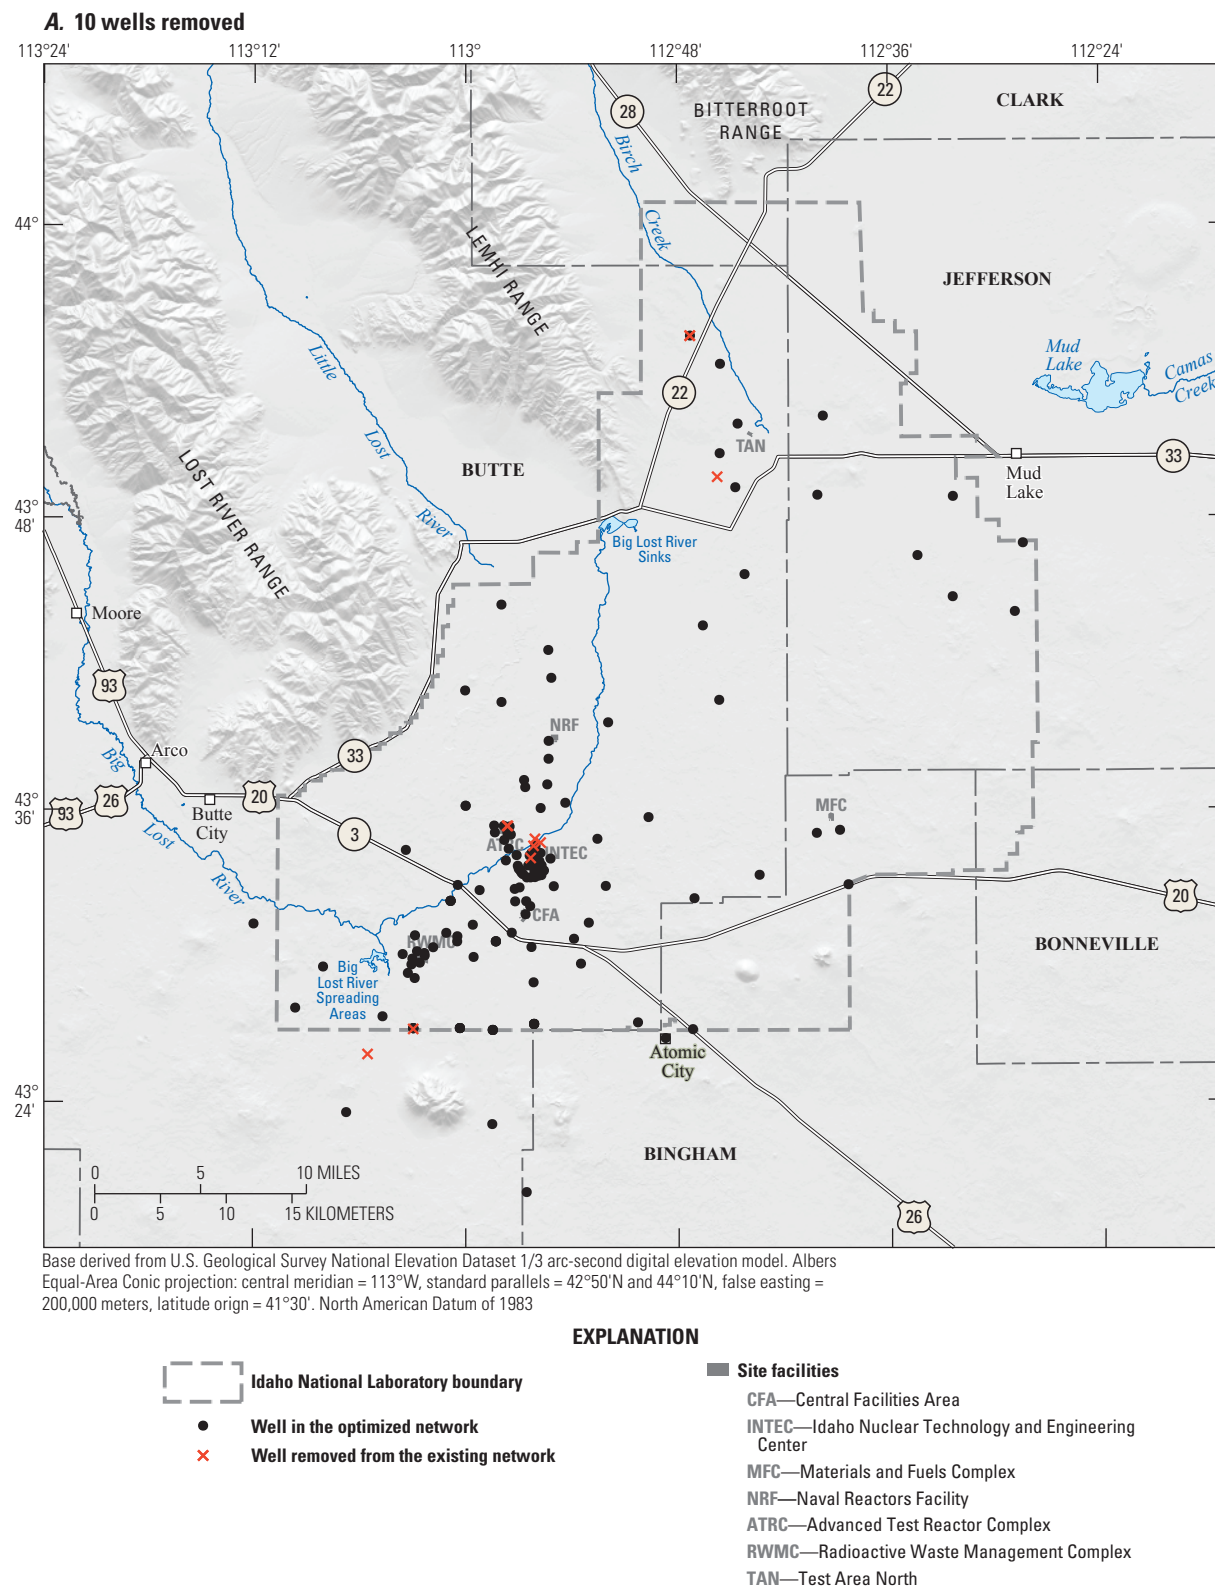 A. 10 wells removed
113°24'
113°12'
113°
112°48'
112°36'
112°24'
22
CLARK
28
BITTERROOT
RANGE
Birch
Creek
44°
LEMHI RANGE
JEFFERSON
Little
Lost
River
Mud
Lake
Camas
Creek
22
TAN
LOST RIVER RANGE
BUTTE
33
Mud
Lake
43°
48'
Big Lost River
Sinks
Moore
93
NRF
Arco
33
Big
Lost
River
26
20
93
Butte
City
43°
36'
3
MFC
ATRC
INTEC
20
CFA
RWMC
BONNEVILLE
Big
Lost River
Spreading
Areas
Atomic
City
43°
24'
BINGHAM
0 5 10 MILES
0 5 10 15 KILOMETERS
26
Base derived from U.S. Geological Survey National Elevation Dataset 1/3 arc-second digital elevation model. Albers
Equal-Area Conic projection: central meridian = 113°W, standard parallels = 42°50'N and 44°10'N, false easting =
200,000 meters, latitude orign = 41°30'. North American Datum of 1983
EXPLANATION
Idaho National Laboratory boundary
Well in the optimized network
Well removed from the existing network
Site facilities
CFA—Central Facilities Area
INTEC—Idaho Nuclear Technology and Engineering
Center
MFC—Materials and Fuels Complex
NRF—Naval Reactors Facility
ATRC—Advanced Test Reactor Complex
RWMC—Radioactive Waste Management Complex
TAN—Test Area North